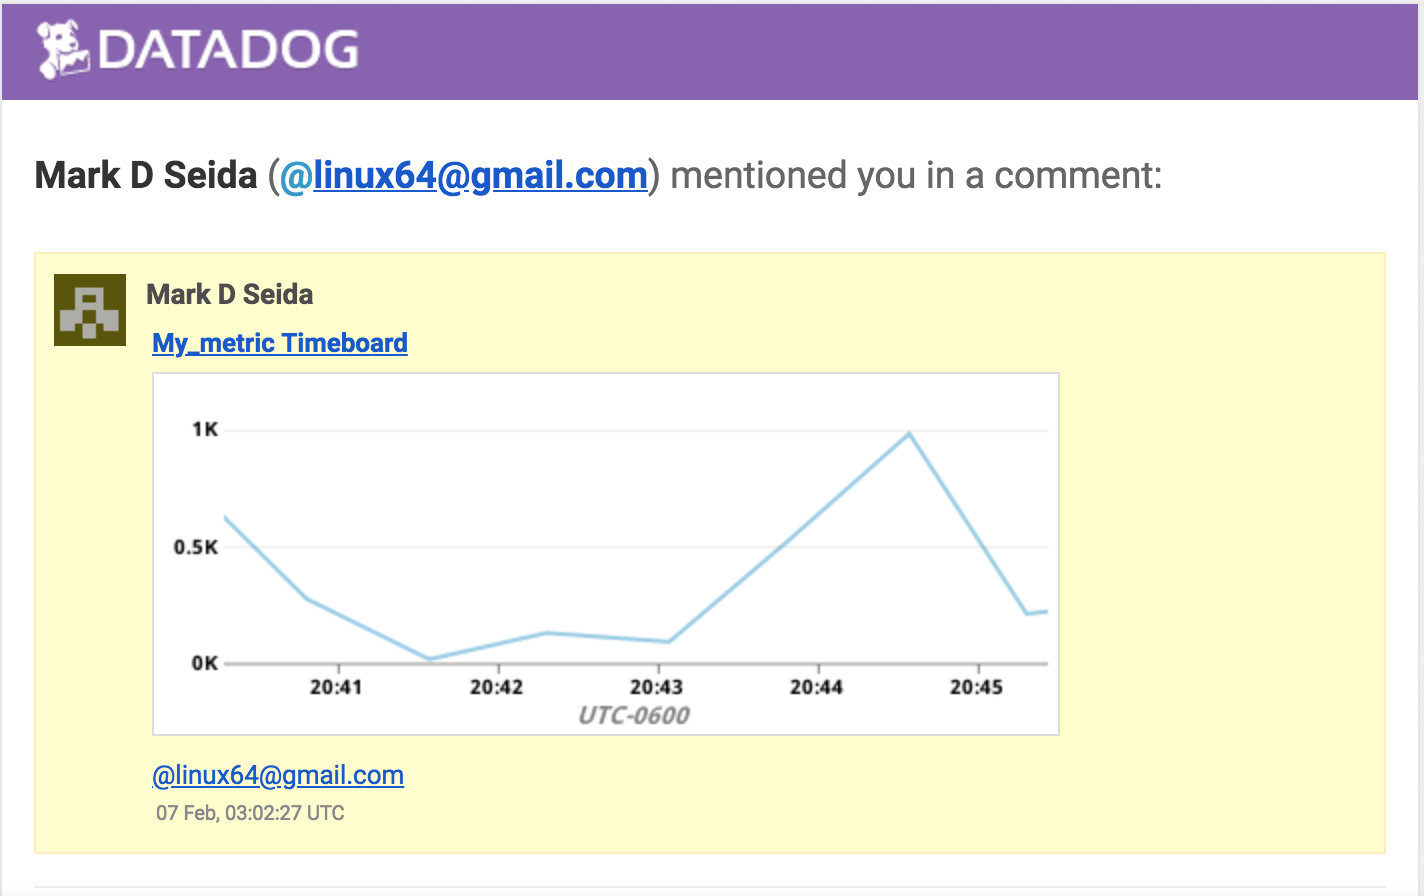 DATADOG
Mark D Seida (@linux64@gmail.com) mentioned you in a comment:
Mark D Seida
My_metric Timeboard
1K
0.5K
0K
20:41 20:42 20:43 20:44 20:45
UTC-0600
@linux64@gmail.com
07 Feb, 03:02:27 UTC